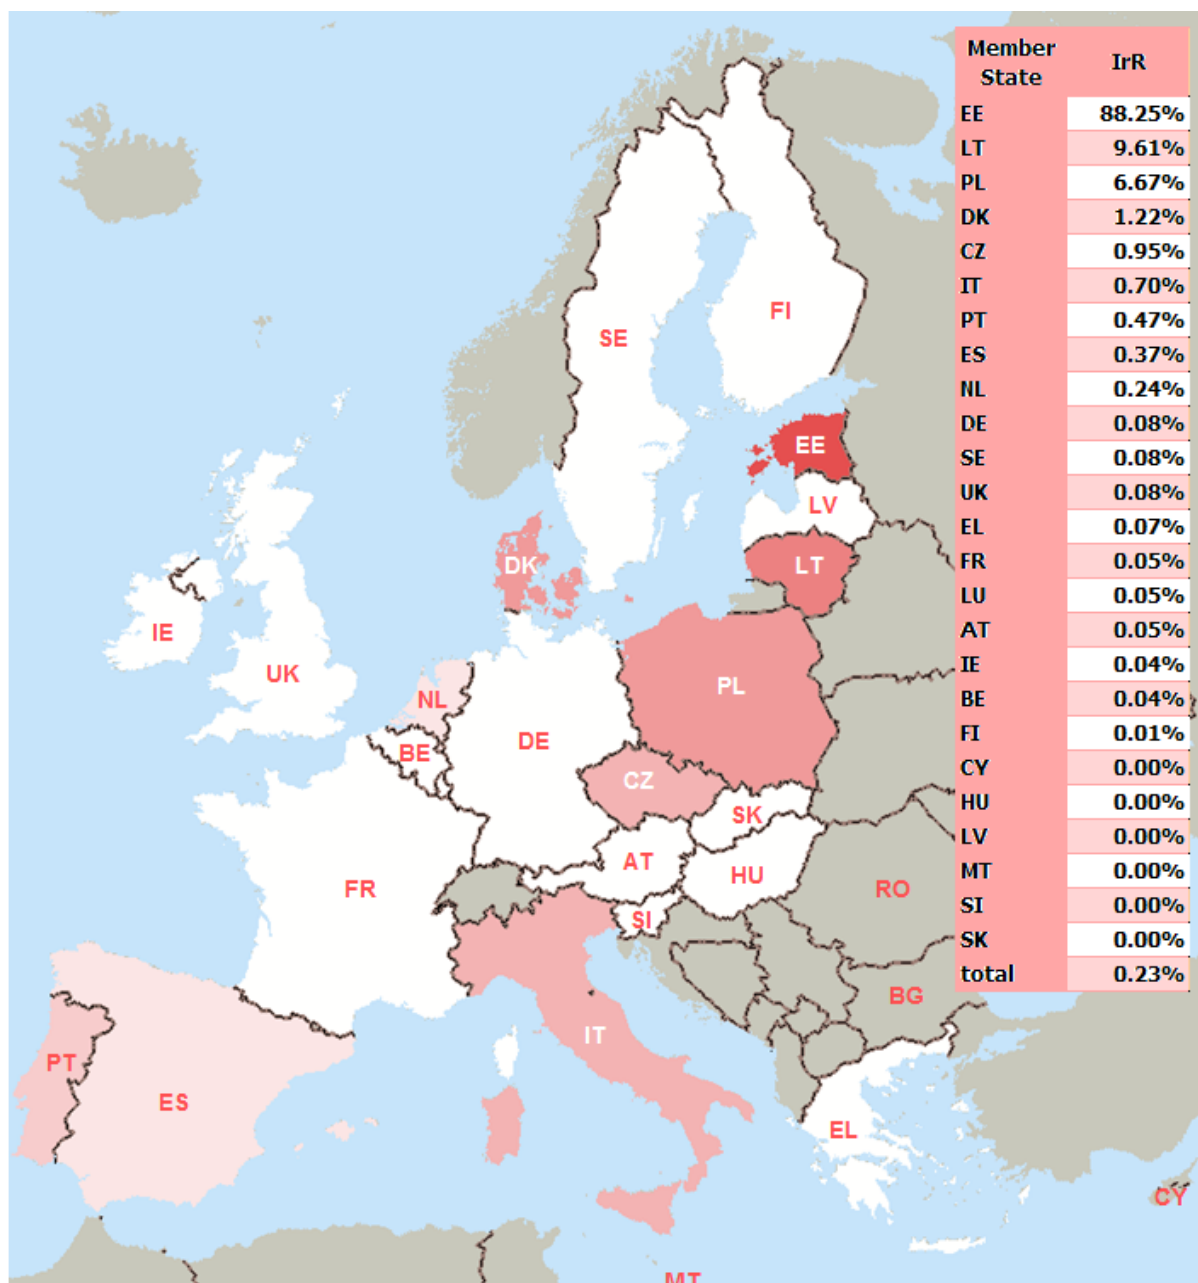 Member State IrR
EE 88.25%
LT 9.61%
PL 6.67%
DK 1.22%
CZ 0.95%
IT 0.70%
PT 0.47%
ES 0.37%
NL 0.24%
DE 0.08%
SE 0.08%
UK 0.08%
EL 0.07%
FR 0.05%
LU 0.05%
AT 0.05%
IE 0.04%
BE 0.04%
FI 0.01%
CY 0.00%
HU 0.00%
LV 0.00%
MT 0.00%
SI 0.00%
SK 0.00%
total 0.23%
FI
SE
EE
LV
DK
LT
IE
UK
NL
PL
DE
BE
CZ
SK
AT
HU
FR
RO
SI
BG
IT
PT
ES
EL
CY
MT